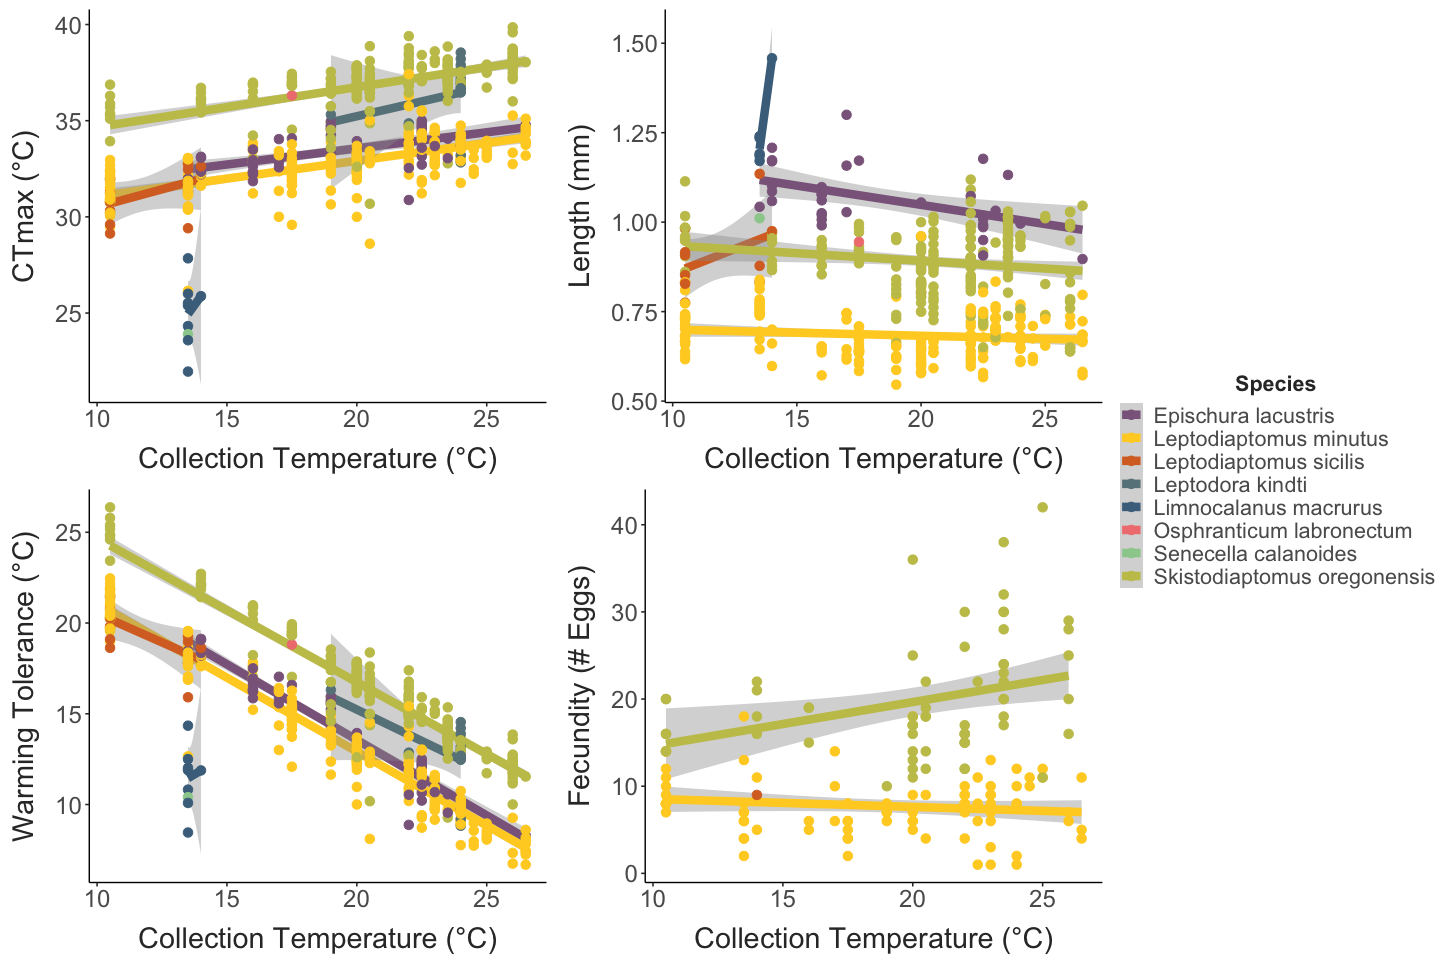 40
35
30
25
10
15
20
25
CTmax (°C)
Collection Temperature (°C)
1.50
1.25
1.00
0.75
0.50
10
15
20
25
Length (mm)
Collection Temperature (°C)
Species
Epischura lacustris
Leptodiaptomus minutus
Leptodiaptomus sicilis
Leptodora kindti
Limnocalanus macrurus
Osphranticum labronectum
Senecella calanoides
Skistodiaptomus oregonensis
25
20
15
10
10
15
20
25
Warming Tolerance (°C)
Collection Temperature (°C)
40
30
20
10
0
10
15
20
25
Fecundity (# Eggs)
Collection Temperature (°C)